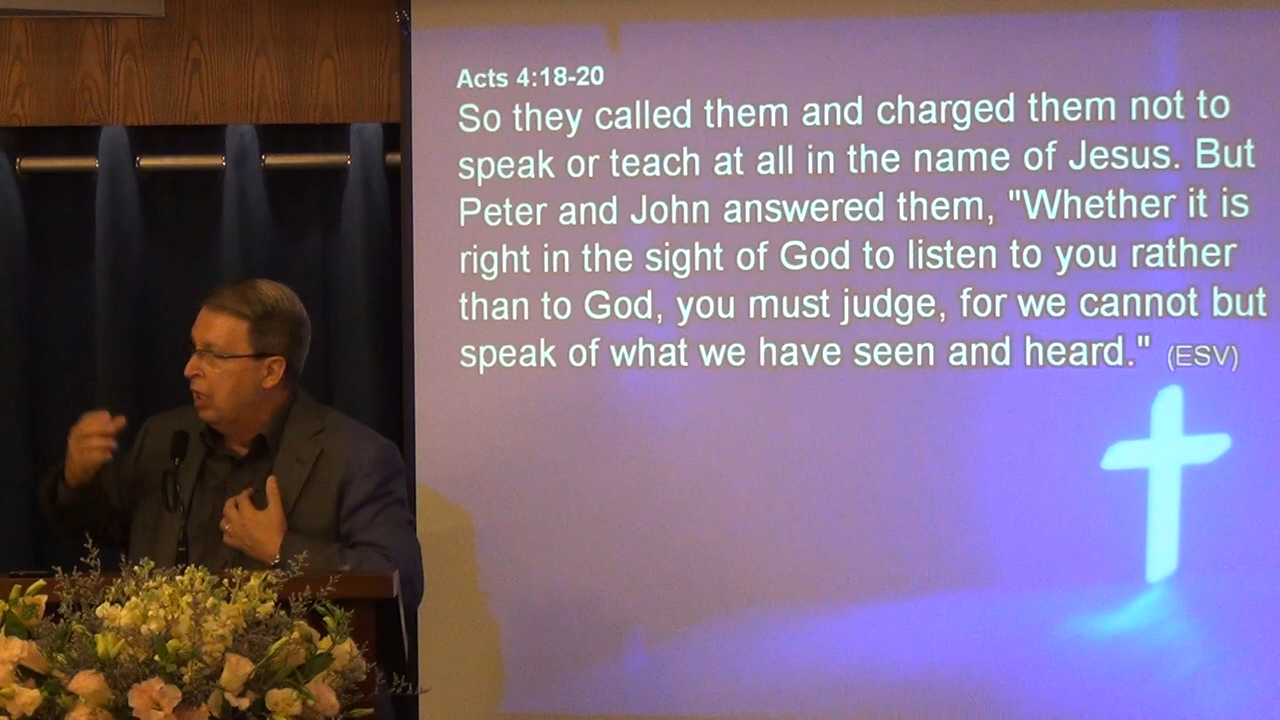 Acts 4:18-20
So they called them and charged them not to
speak or teach at all in the name of Jesus. But
Peter and John answered them, "Whether it is
right in the sight of God to listen to you rather
than to God, you must judge, for we cannot but
speak of what we have seen and heard." (ESV)